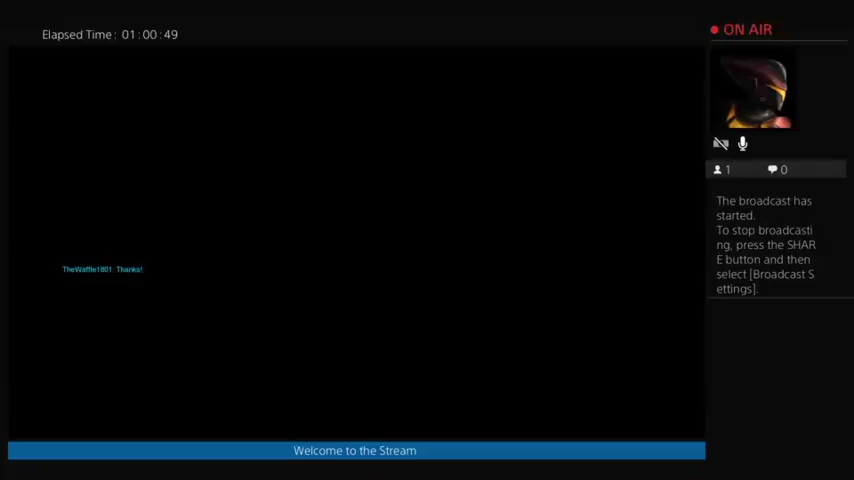 Elapsed Time: 01:00:49
ON AIR
1 0
The broadcast has
started.
To stop broadcasti
ng, press the SHAR
E button and then
select [Broadcast S
ettings].
TheWaffle1801: Thanks!
Welcome to the Stream